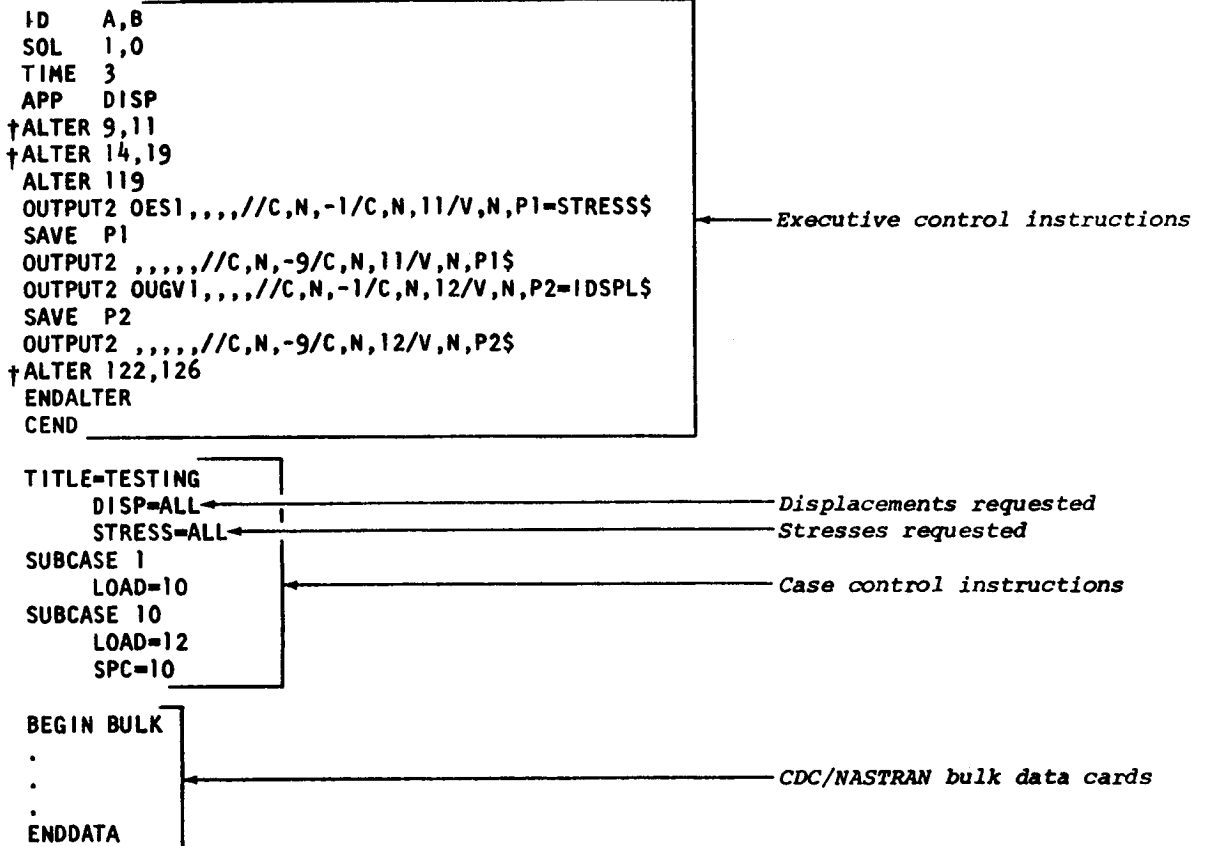 ID A,B
SOL 1,0
TIME 3
APP DISP
†ALTER 9,11
†ALTER 14,19
ALTER 119
OUTPUT2 OES1,,,,//C,N,-1/C,N,11/V,N,P1=STRESS$
SAVE P1
OUTPUT2 ,,,,,//C,N,-9/C,N,11/V,N,P1$
OUTPUT2 OUGV1,,,,//C,N,-1/C,N,12/V,N,P2=IDSPL$
SAVE P2
OUTPUT2 ,,,,,//C,N,-9/C,N,12/V,N,P2$
†ALTER 122,126
ENDALTER
CEND
Executive control instructions
TITLE=TESTING
DISP=ALL Displacements requested
STRESS=ALL Stresses requested
SUBCASE 1
LOAD=10 Case control instructions
SUBCASE 10
LOAD=12
SPC=10
BEGIN BULK
.
. CDC/NASTRAN bulk data cards
.
ENDDATA